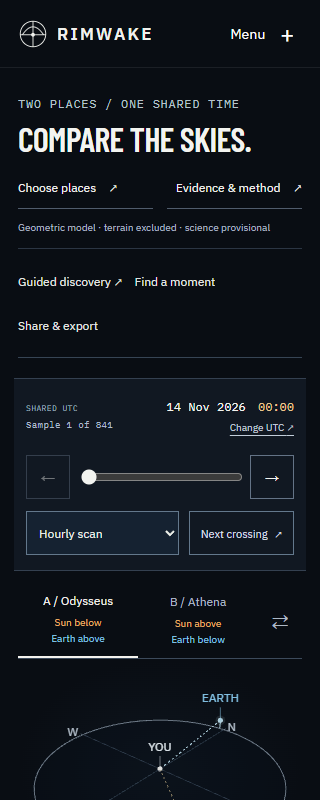 RIMWAKE
Menu +
TWO PLACES / ONE SHARED TIME
COMPARE THE SKIES.
Choose places ↗
Evidence & method ↗
Geometric model · terrain excluded · science provisional
Guided discovery ↗ Find a moment
Share & export
SHARED UTC
14 Nov 2026 00:00
Sample 1 of 841
Change UTC ↗
←
→
Hourly scan
Next crossing ↗
A / Odysseus
Sun below
Earth above
B / Athena
Sun above
Earth below
⇄
EARTH
W
N
YOU